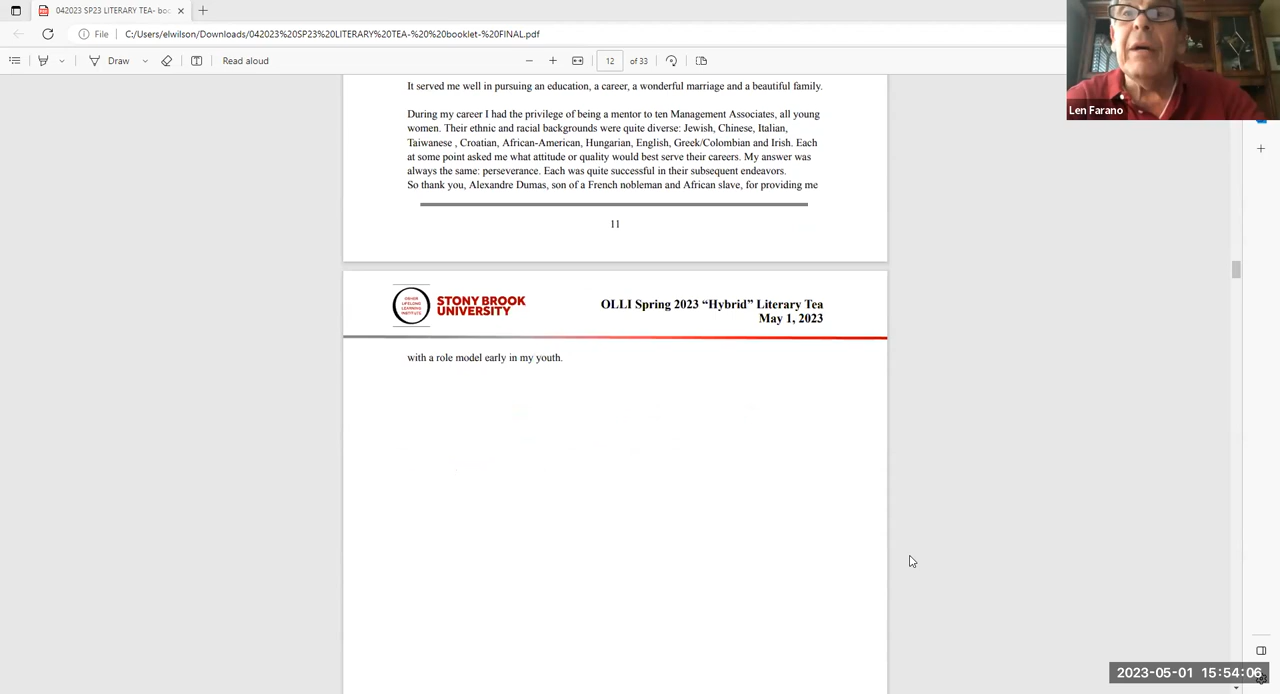 042023 SP23 LITERARY TEA- boo
File
C:/Users/elwilson/Downloads/042023%20SP23%20LITERARY%20TEA-%20%20booklet-%20FINAL.pdf
Draw
Read aloud
12
of 33
Len Farano
It served me well in pursuing an education, a career, a wonderful marriage and a beautiful family.
During my career I had the privilege of being a mentor to ten Management Associates, all young
women. Their ethnic and racial backgrounds were quite diverse: Jewish, Chinese, Italian,
Taiwanese , Croatian, African-American, Hungarian, English, Greek/Colombian and Irish. Each
at some point asked me what attitude or quality would best serve their careers. My answer was
always the same: perseverance. Each was quite successful in their subsequent endeavors.
So thank you, Alexandre Dumas, son of a French nobleman and African slave, for providing me
11
OSHER
LIFELONG
LEARNING
INSTITUTE
STONY BROOK
UNIVERSITY
OLLI Spring 2023 “Hybrid” Literary Tea
May 1, 2023
with a role model early in my youth.
2023-05-01 15:54:06